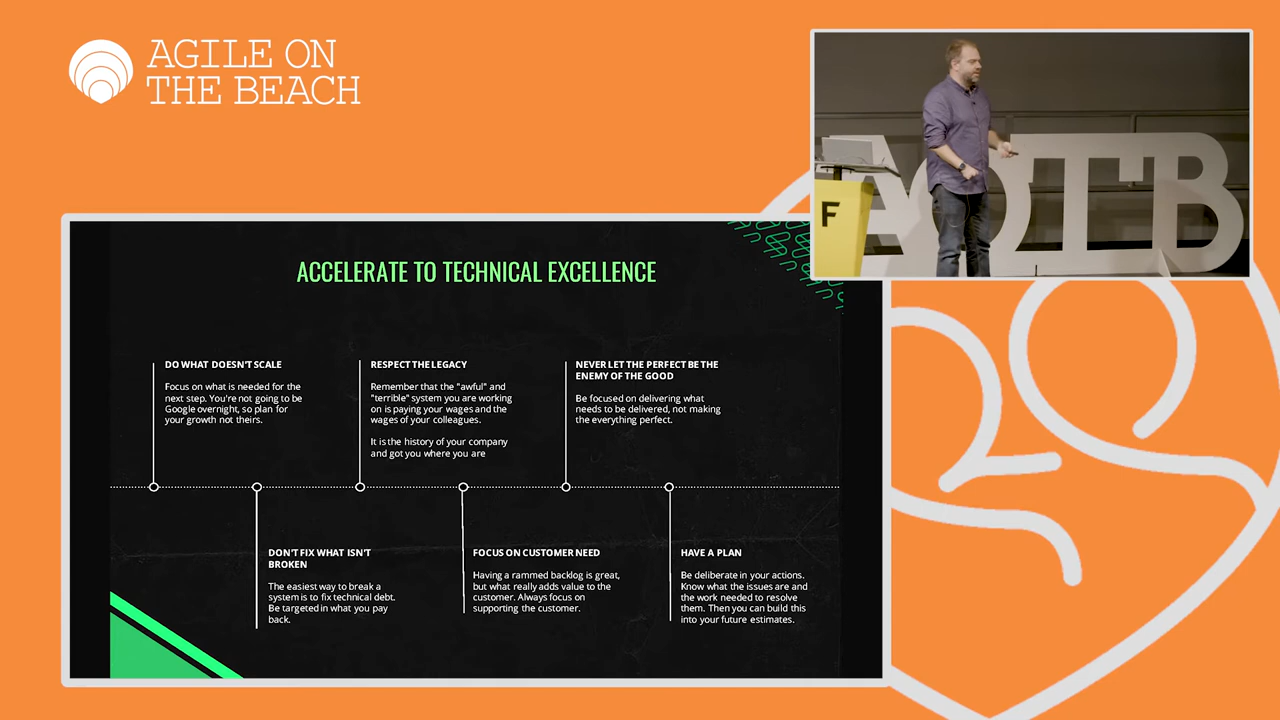 AGILE ON
THE BEACH
AOTB
F
ACCELERATE TO TECHNICAL EXCELLENCE
DO WHAT DOESN'T SCALE
Focus on what is needed for the
next step. You're not going to be
Google overnight, so plan for
your growth not theirs.
RESPECT THE LEGACY
Remember that the "awful" and
"terrible" system you are working
on is paying your wages and the
wages of your colleagues.
It is the history of your company
and got you where you are
NEVER LET THE PERFECT BE THE
ENEMY OF THE GOOD
Be focused on delivering what
needs to be delivered, not making
the everything perfect.
DON'T FIX WHAT ISN'T
BROKEN
The easiest way to break a
system is to fix technical debt.
Be targeted in what you pay
back.
FOCUS ON CUSTOMER NEED
Having a rammed backlog is great,
but what really adds value to the
customer. Always focus on
supporting the customer.
HAVE A PLAN
Be deliberate in your actions.
Know what the issues are and
the work needed to resolve
them. Then you can build this
into your future estimates.